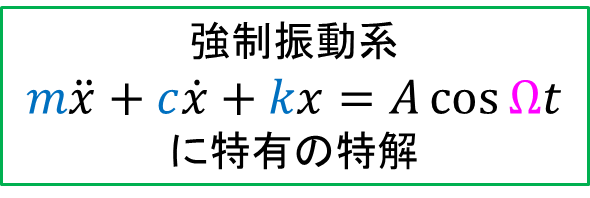 強制振動系
mẍ + cẋ + kx = A cos Ωt
に特有の特解